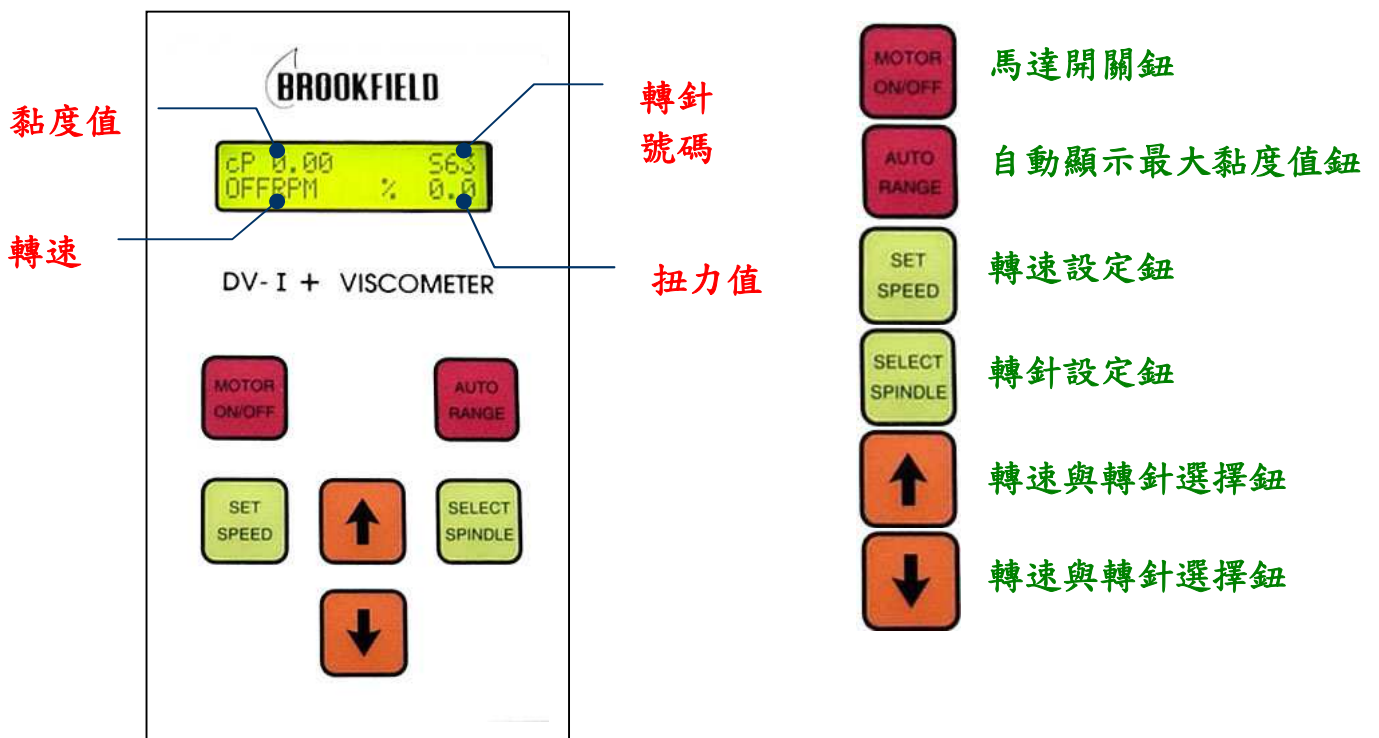 BROOKFIELD
黏度值
轉針
號碼
cP 0.00 S63
OFFRPM % 0.0
轉速
扭力值
DV-I + VISCOMETER
MOTOR
ON/OFF
AUTO
RANGE
SET
SPEED
SELECT
SPINDLE
MOTOR
ON/OFF
馬達開關鈕
AUTO
RANGE
自動顯示最大黏度值鈕
SET
SPEED
轉速設定鈕
SELECT
SPINDLE
轉針設定鈕
轉速與轉針選擇鈕
轉速與轉針選擇鈕